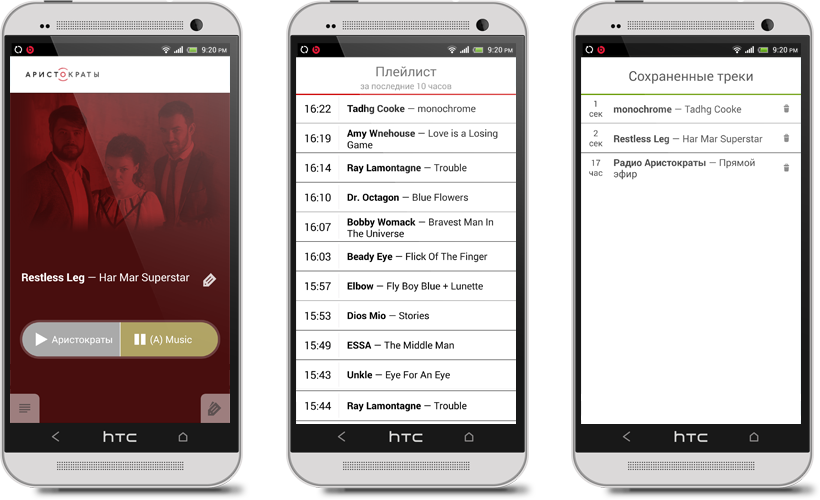 9:20 PM
АРИСТОКРАТЫ
Restless Leg — Har Mar Superstar
Аристократы
(A) Music
hTC
9:20 PM
Плейлист
за последние 10 часов
16:22 Tadhg Cooke — monochrome
16:19 Amy Wnehouse — Love is a Losing
Game
16:14 Ray Lamontagne — Trouble
16:10 Dr. Octagon — Blue Flowers
16:07 Bobby Womack — Bravest Man In
The Universe
16:03 Beady Eye — Flick Of The Finger
15:57 Elbow — Fly Boy Blue + Lunette
15:53 Dios Mio — Stories
15:49 ESSA — The Middle Man
15:43 Unkle — Eye For An Eye
15:44 Ray Lamontagne — Trouble
hTC
9:20 PM
Сохраненные треки
1
сек
monochrome — Tadhg Cooke
2
сек
Restless Leg — Har Mar Superstar
17
час
Радио Аристократы — Прямой
эфир
hTC